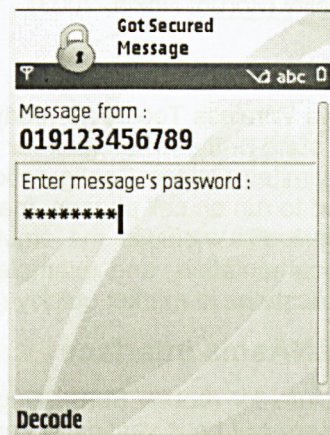 Got Secured
Message
abc
Message from :
019123456789
Enter message's password :
********
Decode